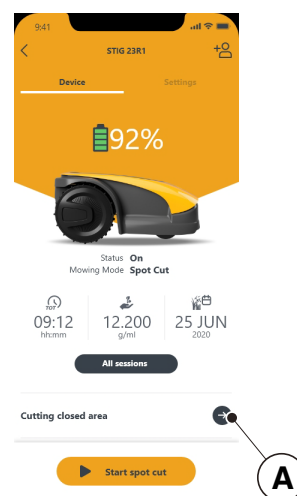 9:41
STIG 23R1
Device Settings
92%
Status On
Mowing Mode Spot Cut
TOT
09:12 12.200 25 JUN
hh:mm g/ml 2020
All sessions
Cutting closed area
Start spot cut
A